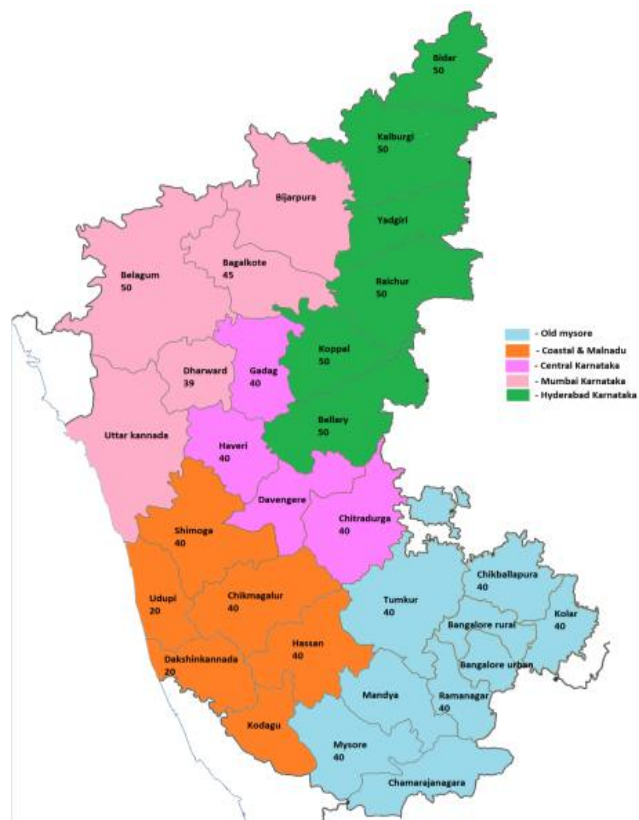 Bidar
50
Kalburgi
50
Bijarpura
Yadgiri
Bagalkote
45
Belagum
50
Raichur
50
- Old mysore
- Coastal & Malnadu
- Central Karnataka
- Mumbai Karnataka
- Hyderabad Karnataka
Koppal
50
Dharward
39
Gadag
40
Bellary
50
Uttar kannada
Haveri
40
Davengere
Chitradurga
40
Shimoga
40
Chikballapura
40
Udupi
20
Chikmagalur
40
Tumkur
40
Kolar
40
Bangalore rural
Hassan
40
Dakshinkannada
20
Bangalore urban
Mandya
Ramanagar
40
Kodagu
Mysore
40
Chamarajanagara